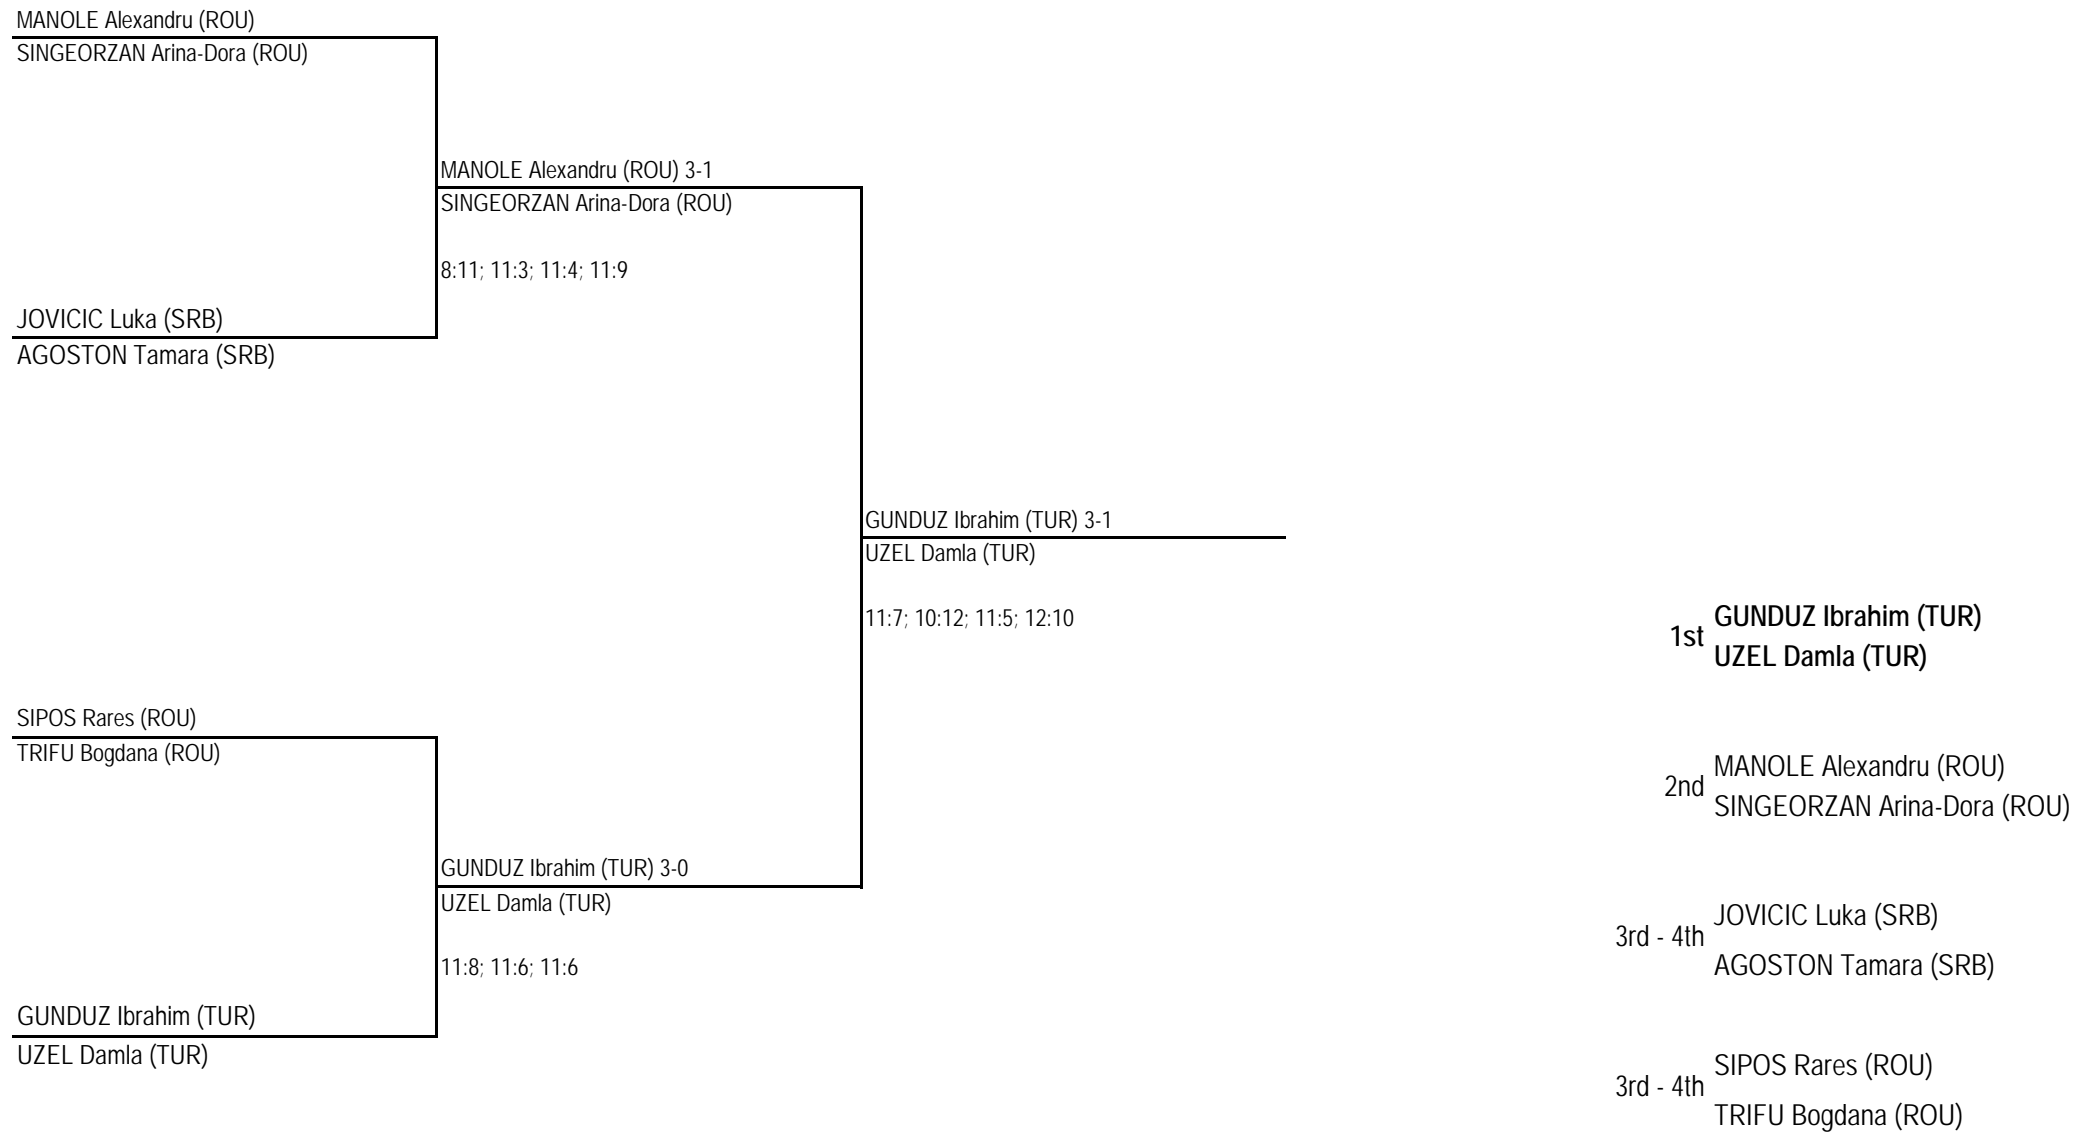 MANOLE Alexandru (ROU)
SINGEORZAN Arina-Dora (ROU)
MANOLE Alexandru (ROU) 3-1
SINGEORZAN Arina-Dora (ROU)
8:11; 11:3; 11:4; 11:9
JOVICIC Luka (SRB)
AGOSTON Tamara (SRB)
GUNDUZ Ibrahim (TUR) 3-1
UZEL Damla (TUR)
11:7; 10:12; 11:5; 12:10
SIPOS Rares (ROU)
TRIFU Bogdana (ROU)
GUNDUZ Ibrahim (TUR) 3-0
UZEL Damla (TUR)
11:8; 11:6; 11:6
GUNDUZ Ibrahim (TUR)
UZEL Damla (TUR)
1st
GUNDUZ Ibrahim (TUR)
UZEL Damla (TUR)
2nd
MANOLE Alexandru (ROU)
SINGEORZAN Arina-Dora (ROU)
3rd - 4th
JOVICIC Luka (SRB)
AGOSTON Tamara (SRB)
3rd - 4th
SIPOS Rares (ROU)
TRIFU Bogdana (ROU)